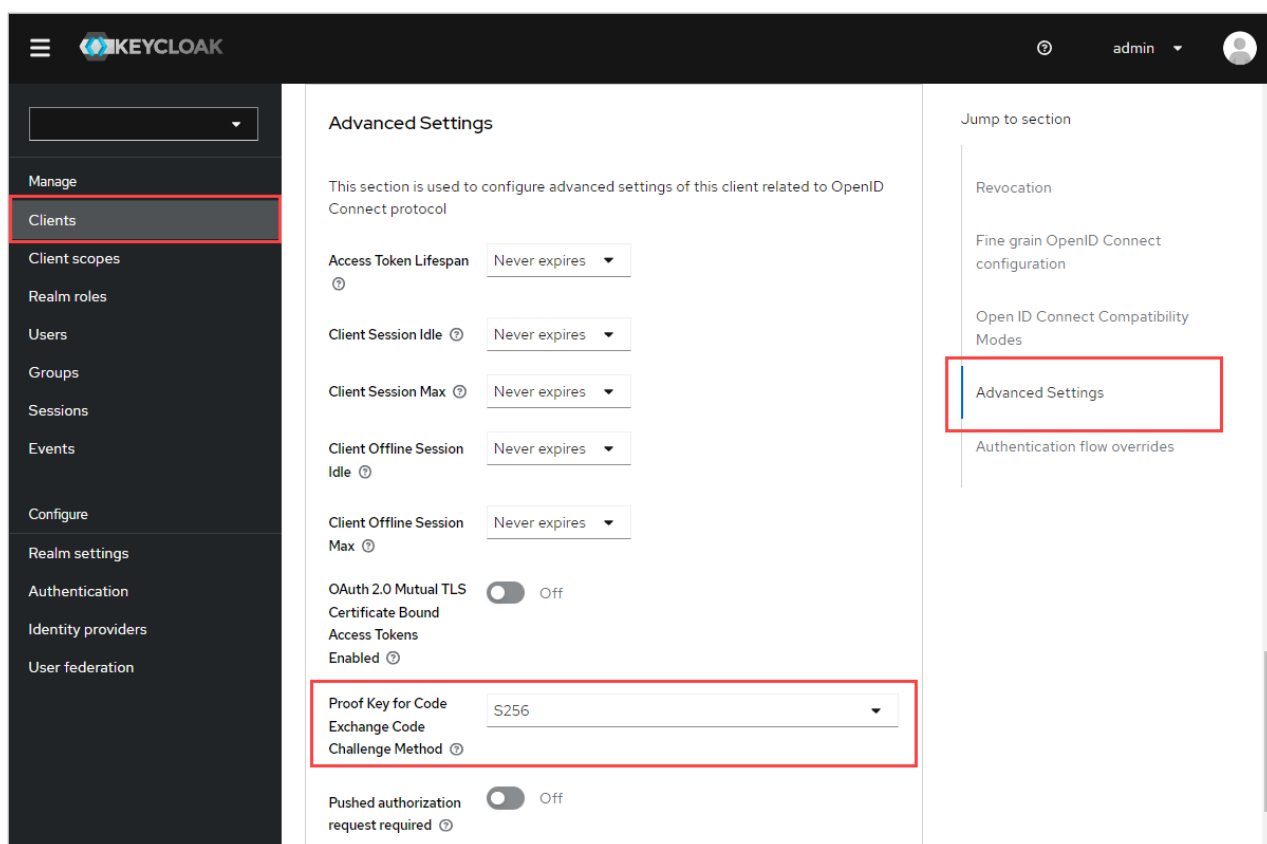 KEYCLOAK
admin
Manage
Clients
Client scopes
Realm roles
Users
Groups
Sessions
Events
Configure
Realm settings
Authentication
Identity providers
User federation
Advanced Settings
This section is used to configure advanced settings of this client related to OpenID
Connect protocol
Access Token Lifespan
Never expires
Client Session Idle
Never expires
Client Session Max
Never expires
Client Offline Session
Idle
Never expires
Client Offline Session
Max
Never expires
OAuth 2.0 Mutual TLS
Certificate Bound
Access Tokens
Enabled
Off
Proof Key for Code
Exchange Code
Challenge Method
S256
Pushed authorization
request required
Off
Jump to section
Revocation
Fine grain OpenID Connect
configuration
Open ID Connect Compatibility
Modes
Advanced Settings
Authentication flow overrides